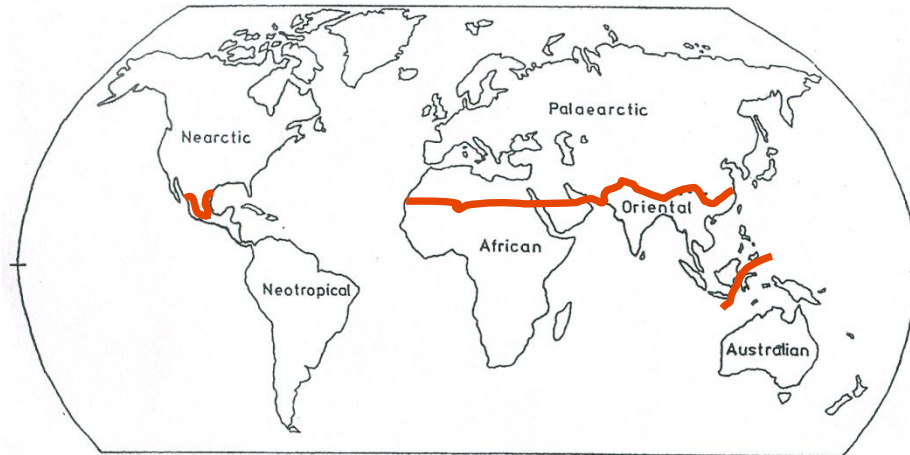 Palaearctic
Nearctic
Oriental
African
Neotropical
Australian